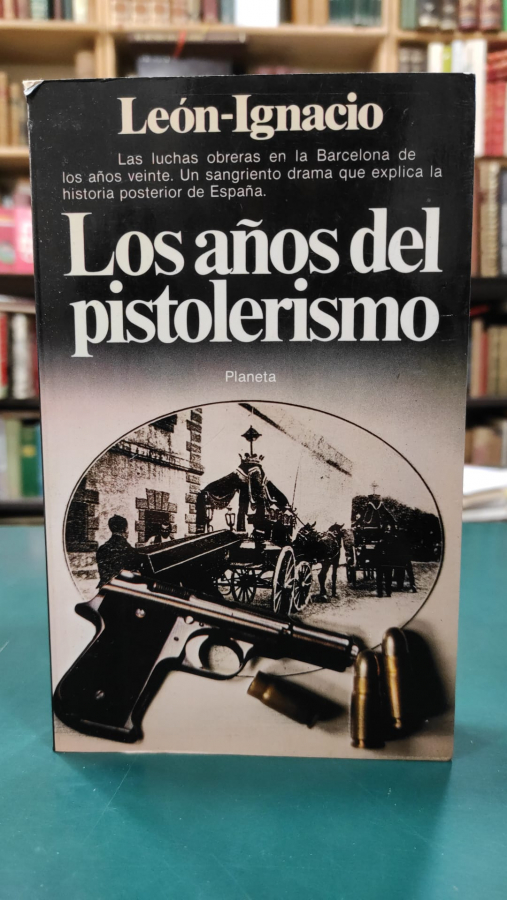 León-Ignacio
Las luchas obreras en la Barcelona de
los años veinte. Un sangriento drama que explica la
historia posterior de España.
Los años del
pistolerismo
Planeta